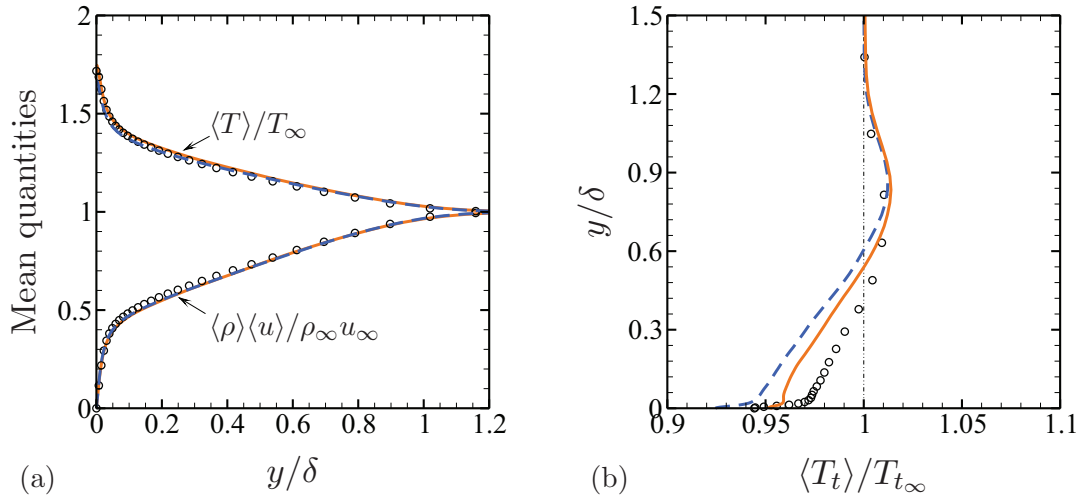 2
1.5
1
0.5
0
Mean quantities
⟨T⟩/T∞
⟨ρ⟩⟨u⟩/ρ∞u∞
0 0.2 0.4 0.6 0.8 1 1.2
(a) y/δ
1.5
1.2
0.9
0.6
0.3
0
y/δ
0.9 0.95 1 1.05 1.1
(b) ⟨Tt⟩/Tt∞